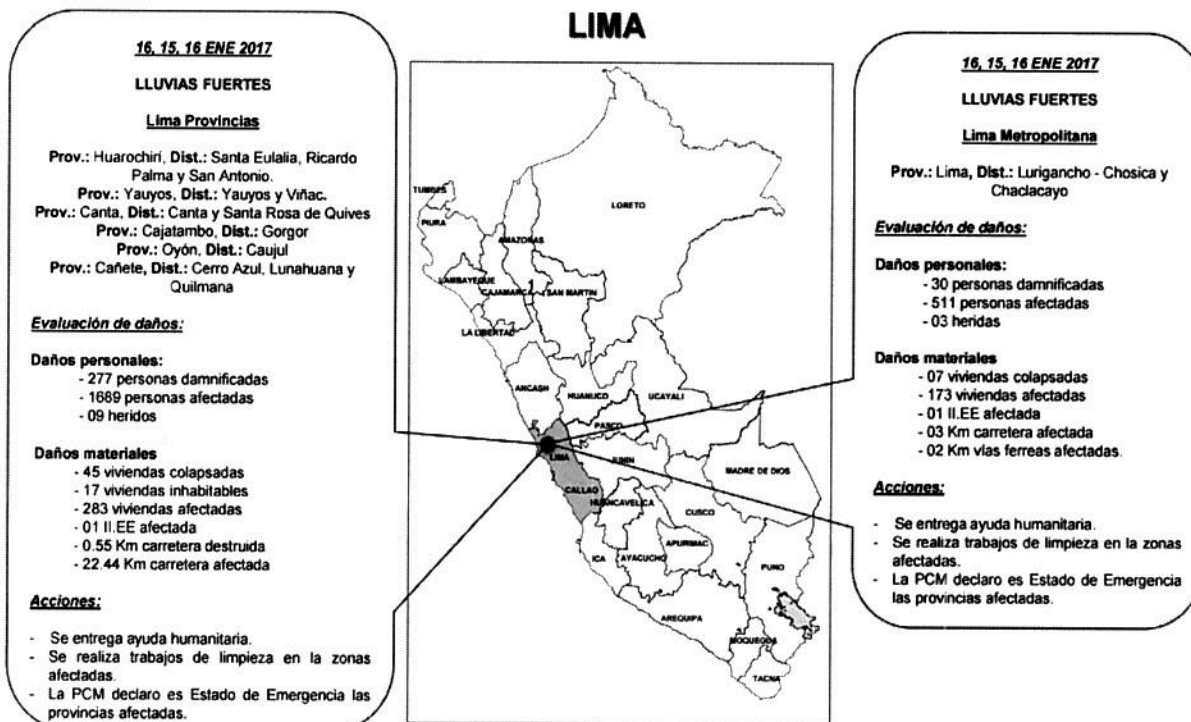 LIMA
16, 15, 16 ENE 2017
LLUVIAS FUERTES
Lima Provincias
Prov.: Huarochirí, Dist.: Santa Eulalia, Ricardo
Palma y San Antonio.
Prov.: Yauyos, Dist.: Yauyos y Viñac.
Prov.: Canta, Dist.: Canta y Santa Rosa de Quives
Prov.: Cajatambo, Dist.: Gorgor
Prov.: Oyón, Dist.: Caujul
Prov.: Cañete, Dist.: Cerro Azul, Lunahuana y
Quilmana
Evaluación de daños:
Daños personales:
- 277 personas damnificadas
- 1689 personas afectadas
- 09 heridos
Daños materiales
- 45 viviendas colapsadas
- 17 viviendas inhabitables
- 283 viviendas afectadas
- 01 II.EE afectada
- 0.55 Km carretera destruida
- 22.44 Km carretera afectada
Acciones:
- Se entrega ayuda humanitaria.
- Se realiza trabajos de limpieza en la zonas
afectadas.
- La PCM declaro es Estado de Emergencia las
provincias afectadas.
TUMBES
PIURA
LORETO
AMAZONAS
LAMBAYEQUE
CAJAMARCA
SAN MARTIN
LA LIBERTAD
ANCASH
HUANUCO
UCAYALI
PASCO
LIMA
JUNIN
MADRE DE DIOS
CALLAO
HUANCAVELICA
CUSCO
ICA
AYACUCHO
APURIMAC
PUNO
AREQUIPA
MOQUEGUA
TACNA
16, 15, 16 ENE 2017
LLUVIAS FUERTES
Lima Metropolitana
Prov.: Lima, Dist.: Lurigancho - Chosica y
Chaclacayo
Evaluación de daños:
Daños personales:
- 30 personas damnificadas
- 511 personas afectadas
- 03 heridas
Daños materiales
- 07 viviendas colapsadas
- 173 viviendas afectadas
- 01 II.EE afectada
- 03 Km carretera afectada
- 02 Km vías ferreas afectadas.
Acciones:
- Se entrega ayuda humanitaria.
- Se realiza trabajos de limpieza en la zonas
afectadas.
- La PCM declaro es Estado de Emergencia
las provincias afectadas.